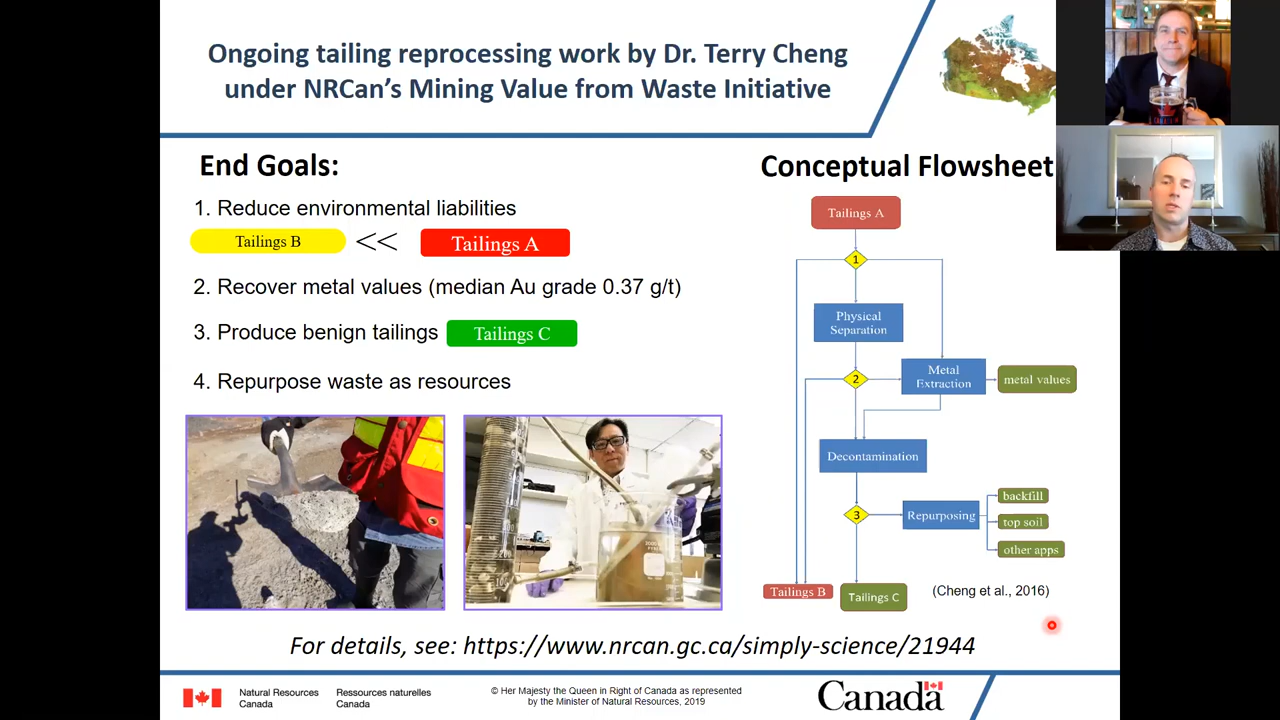 Ongoing tailing reprocessing work by Dr. Terry Cheng
under NRCan's Mining Value from Waste Initiative
End Goals:
1. Reduce environmental liabilities
Tailings B << Tailings A
2. Recover metal values (median Au grade 0.37 g/t)
3. Produce benign tailings Tailings C
4. Repurpose waste as resources
Conceptual Flowsheet
Tailings A
1
Physical
Separation
2
Metal
Extraction
metal values
Decontamination
3
Repurposing
backfill
top soil
other apps
Tailings B
Tailings C
(Cheng et al., 2016)
For details, see: https://www.nrcan.gc.ca/simply-science/21944
Natural Resources
Canada
Ressources naturelles
Canada
© Her Majesty the Queen in Right of Canada as represented
by the Minister of Natural Resources, 2019
Canada